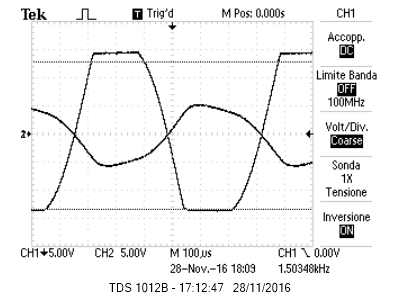 Tek T Trig'd M Pos: 0.000s CH1
Accopp.
DC
Limite Banda
OFF
100MHz
Volt/Div.
Coarse
2
Sonda
1X
Tensione
Inversione
ON
CH1 5.00V CH2 5.00V M 100µs CH1 0.00V
28-Nov.-16 18:09 1.50348kHz
TDS 1012B - 17:12:47 28/11/2016